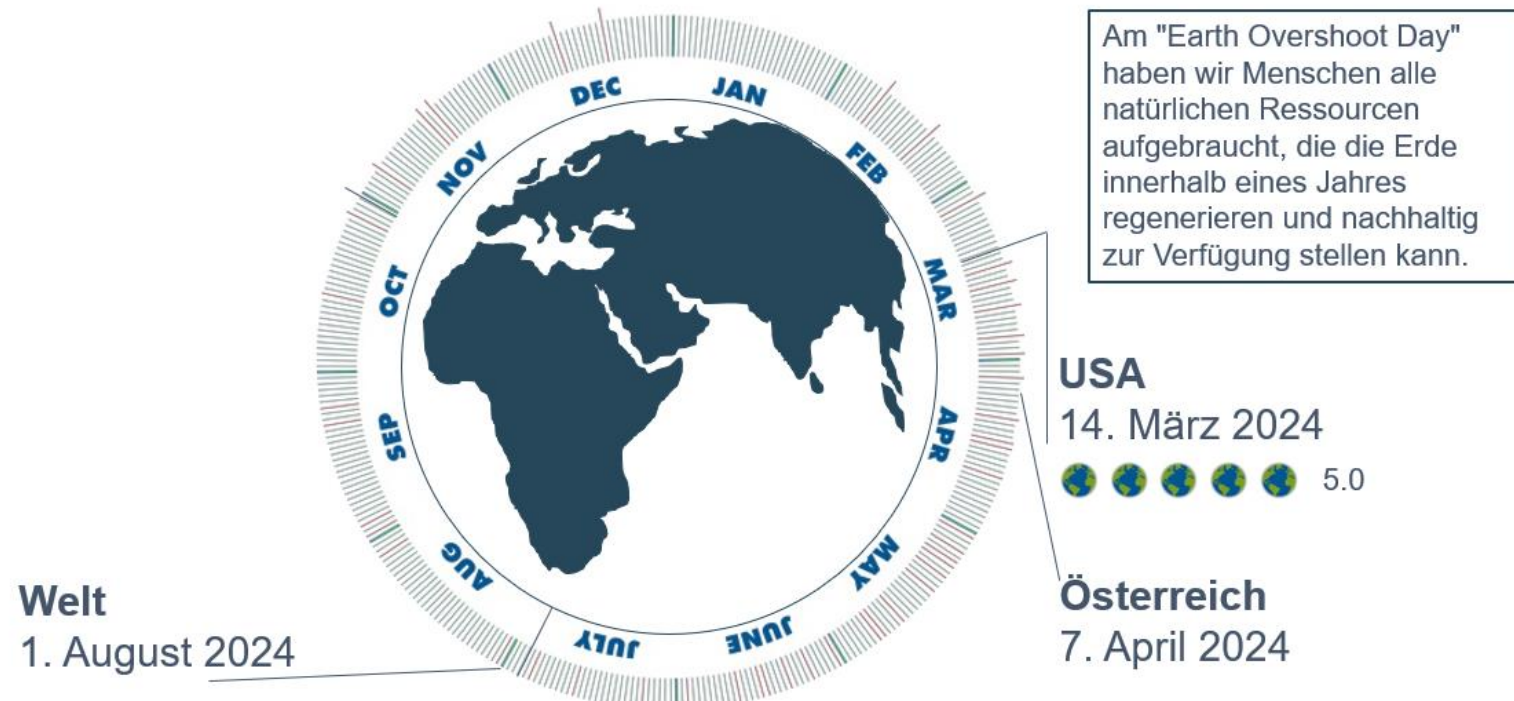 Am "Earth Overshoot Day"
haben wir Menschen alle
natürlichen Ressourcen
aufgebraucht, die die Erde
innerhalb eines Jahres
regenerieren und nachhaltig
zur Verfügung stellen kann.
DEC
JAN
NOV
FEB
OCT
MAR
SEP
APR
AUG
MAY
JULY
JUNE
USA
14. März 2024
5.0
Österreich
7. April 2024
Welt
1. August 2024